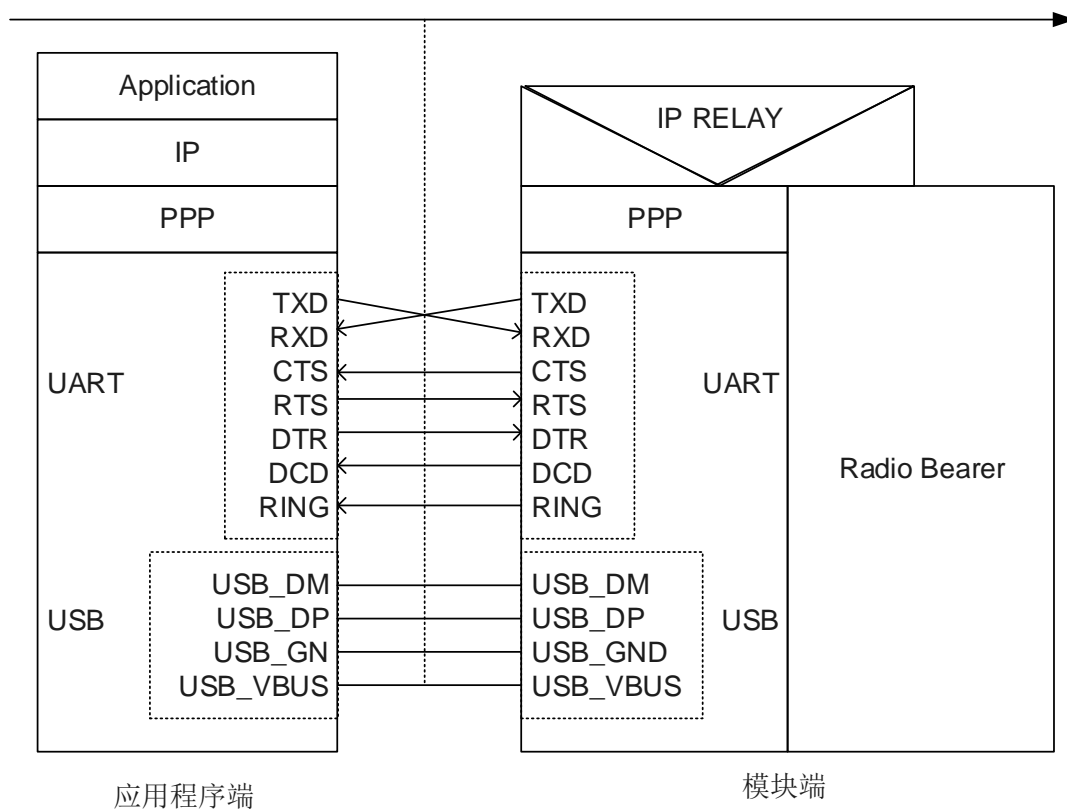 Application
IP
PPP
UART
TXD
RXD
CTS
RTS
DTR
DCD
RING
USB
USB_DM
USB_DP
USB_GN
USB_VBUS
应用程序端
IP RELAY
PPP
TXD
RXD
CTS
RTS
DTR
DCD
RING
UART
USB_DM
USB_DP
USB_GND
USB_VBUS
USB
Radio Bearer
模块端